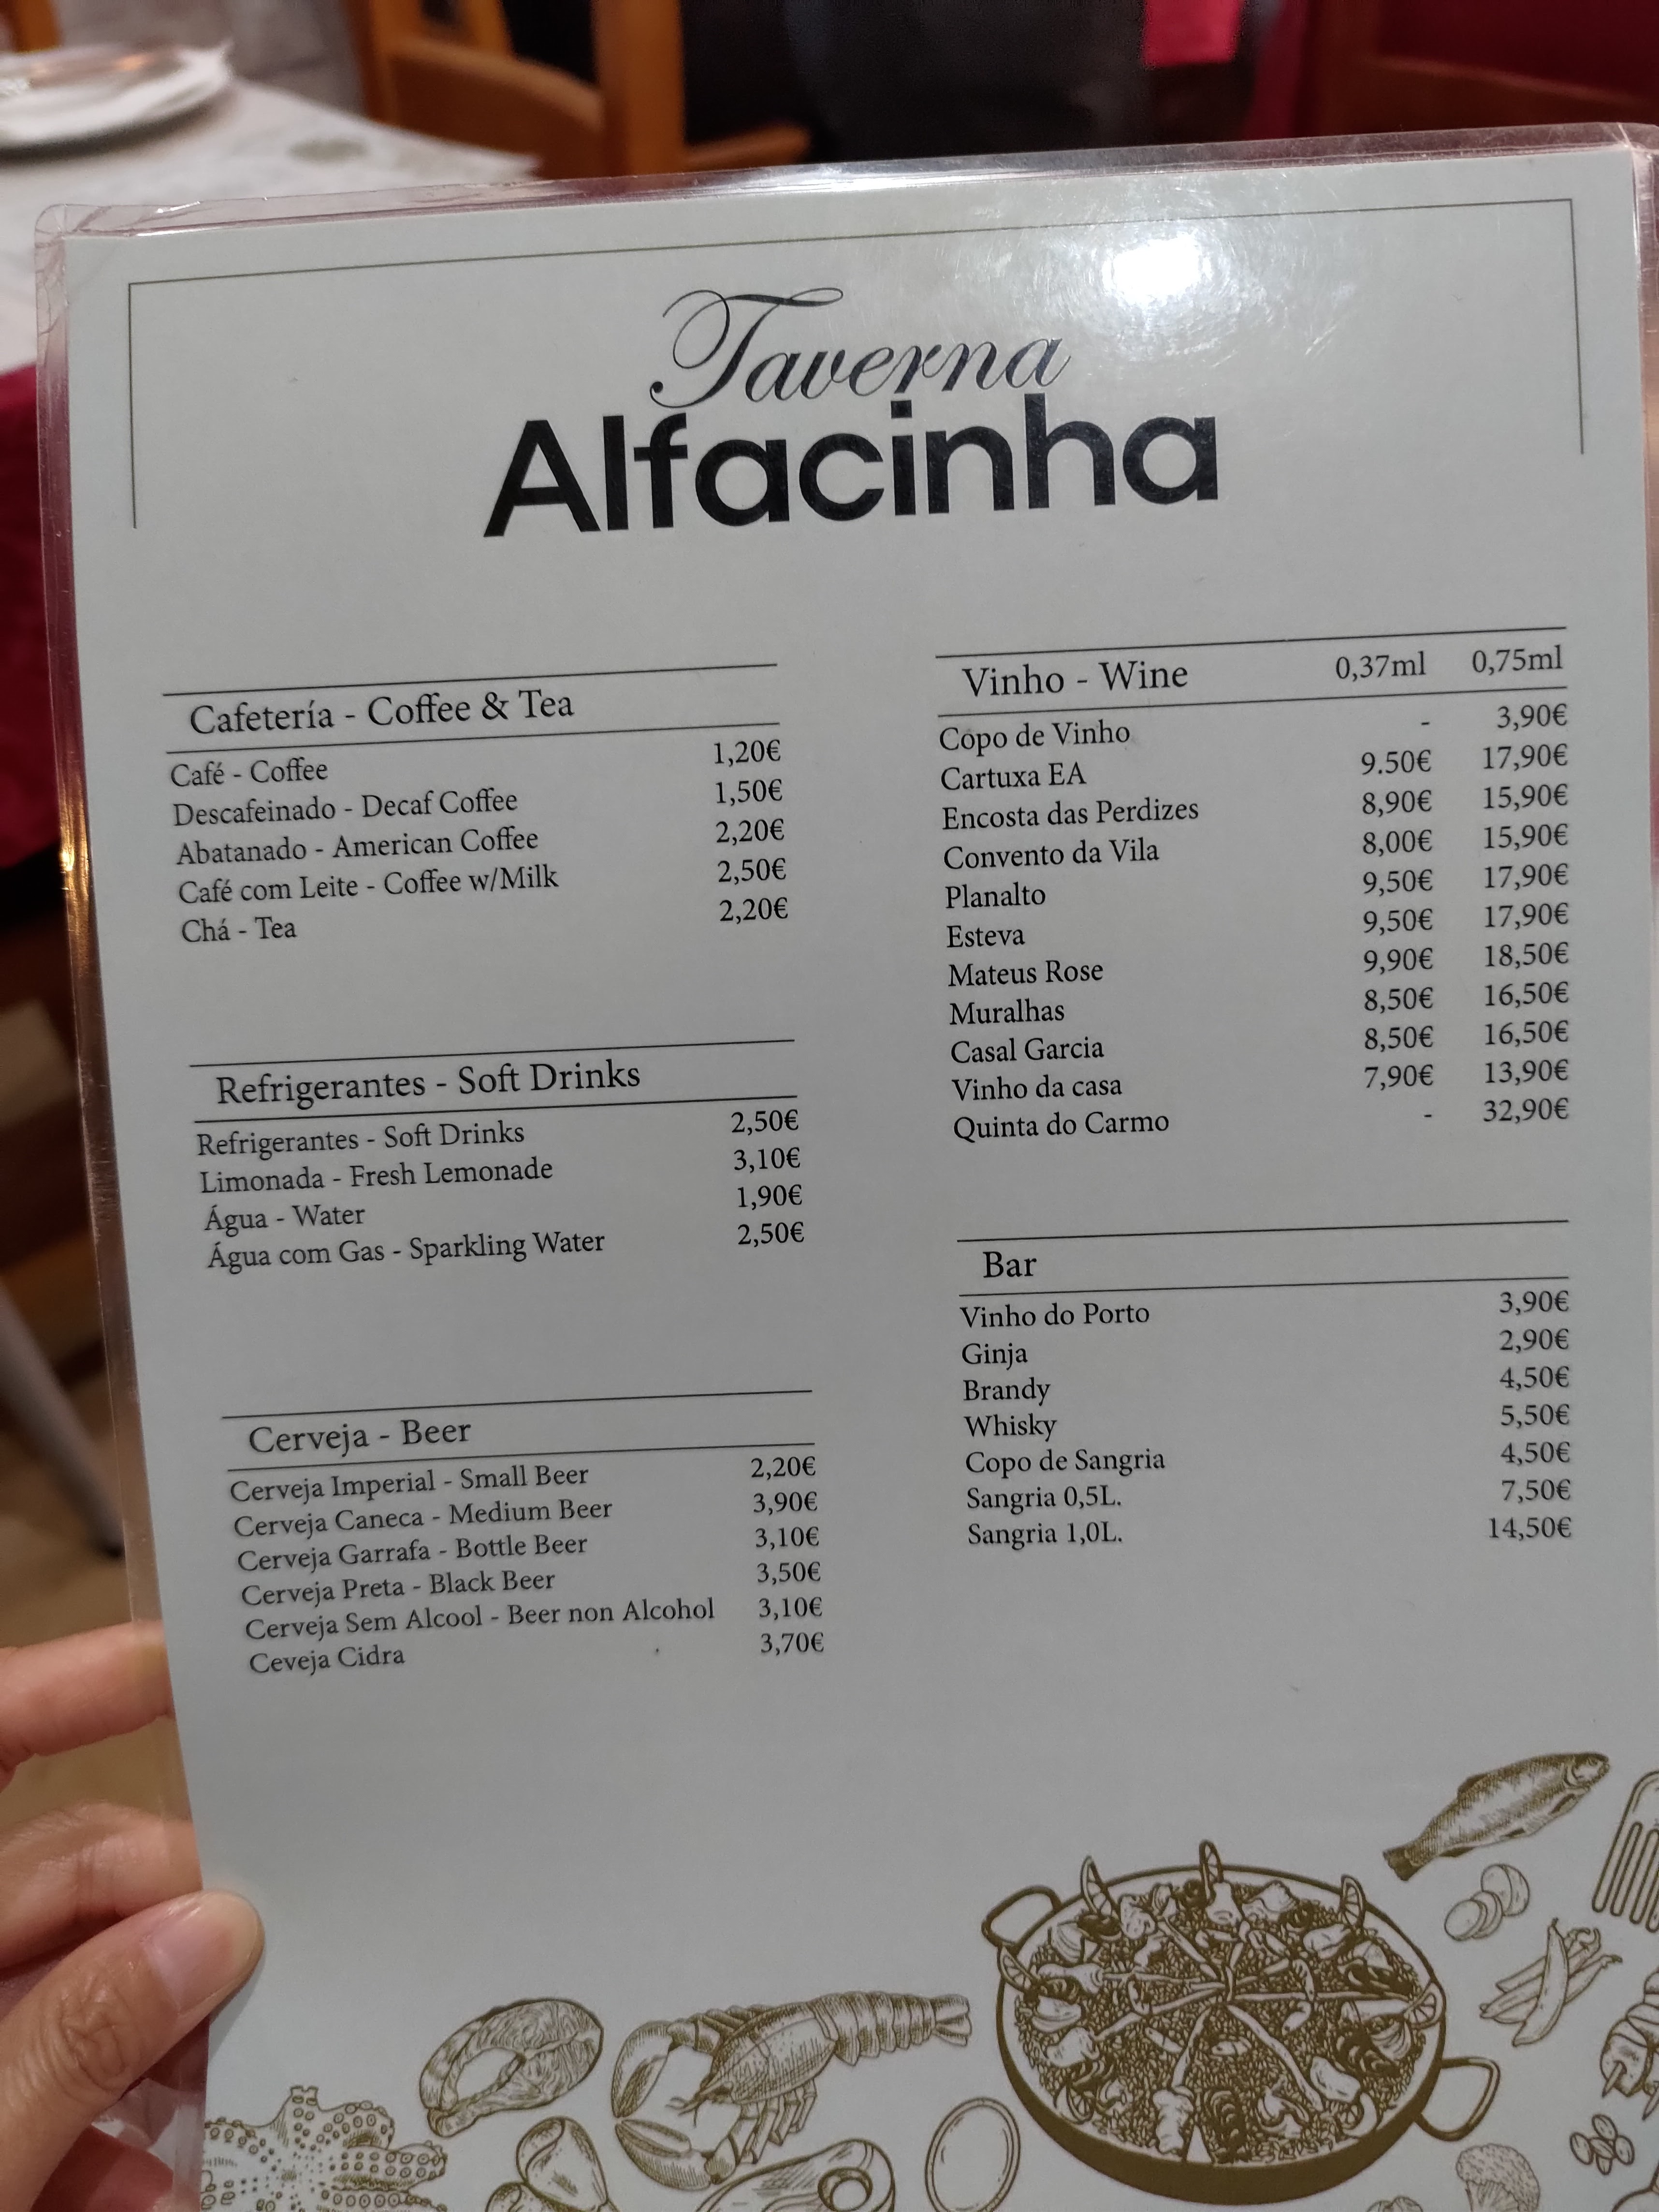 Taverna
Alfacinha
Cafetería - Coffee & Tea
Café - Coffee 1,20€
Descafeinado - Decaf Coffee 1,50€
Abatanado - American Coffee 2,20€
Café com Leite - Coffee w/Milk 2,50€
Chá - Tea 2,20€
Refrigerantes - Soft Drinks
Refrigerantes - Soft Drinks 2,50€
Limonada - Fresh Lemonade 3,10€
Água - Water 1,90€
Água com Gas - Sparkling Water 2,50€
Cerveja - Beer
Cerveja Imperial - Small Beer 2,20€
Cerveja Caneca - Medium Beer 3,90€
Cerveja Garrafa - Bottle Beer 3,10€
Cerveja Preta - Black Beer 3,50€
Cerveja Sem Alcool - Beer non Alcohol 3,10€
Ceveja Cidra 3,70€
Vinho - Wine 0,37ml 0,75ml
Copo de Vinho - 3,90€
Cartuxa EA 9.50€ 17,90€
Encosta das Perdizes 8,90€ 15,90€
Convento da Vila 8,00€ 15,90€
Planalto 9,50€ 17,90€
Esteva 9,50€ 17,90€
Mateus Rose 9,90€ 18,50€
Muralhas 8,50€ 16,50€
Casal Garcia 8,50€ 16,50€
Vinho da casa 7,90€ 13,90€
Quinta do Carmo - 32,90€
Bar
Vinho do Porto 3,90€
Ginja 2,90€
Brandy 4,50€
Whisky 5,50€
Copo de Sangria 4,50€
Sangria 0,5L. 7,50€
Sangria 1,0L. 14,50€